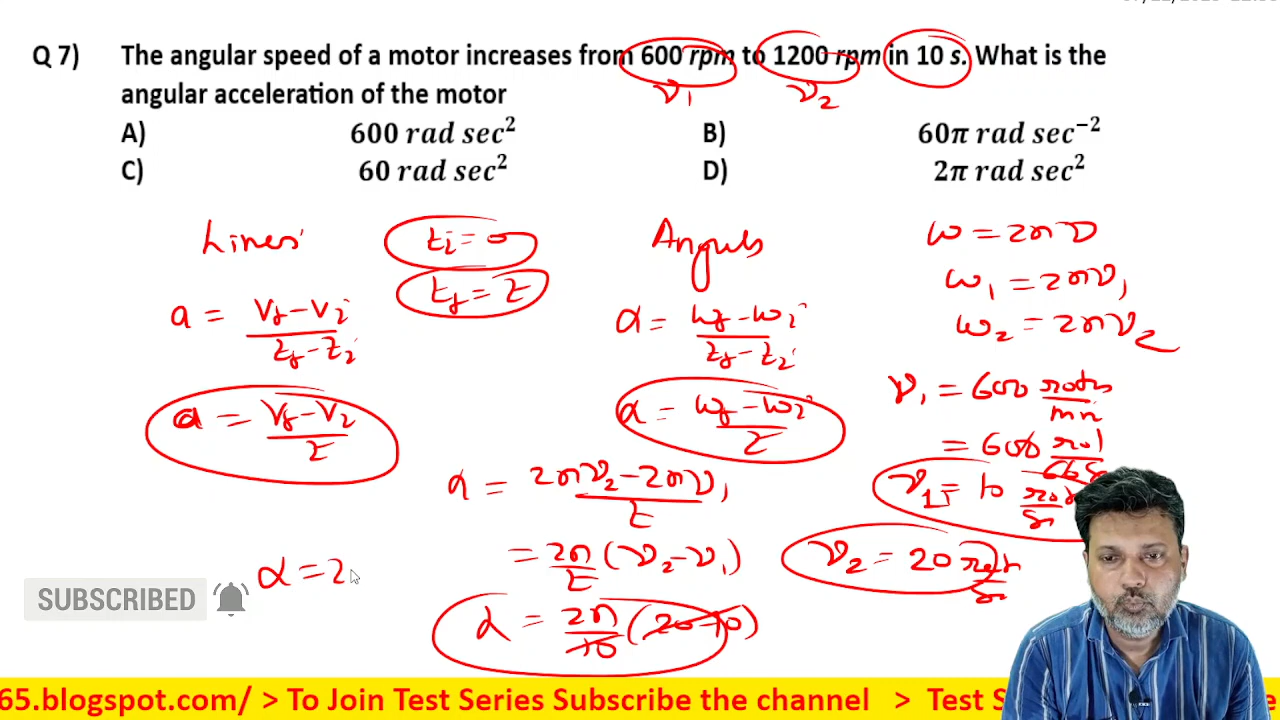 Q 7) The angular speed of a motor increases from 600 rpm to 1200 rpm in 10 s. What is the
angular acceleration of the motor
A) 600 rad sec² B) 60π rad sec⁻²
C) 60 rad sec² D) 2π rad sec²
ν₁ ν₂
tᵢ = 0
ω = 2πν
t_f = t
ω₁ = 2πν₁
a = (v_f − vᵢ) / (t_f − tᵢ)
α = (ω_f − ωᵢ) / (t_f − tᵢ)
ω₂ = 2πν₂
ν₁ = 600
a = (v_f − vᵢ) / t
α = (ω_f − ωᵢ) / t
= 600
α = (2πν₂ − 2πν₁) / t
= 10
= 2π/t (ν₂ − ν₁)
ν₂ = 20
α = 2
SUBSCRIBED
α = 2π/10 (20−10)
65.blogspot.com/ > To Join Test Series Subscribe the channel > Test S